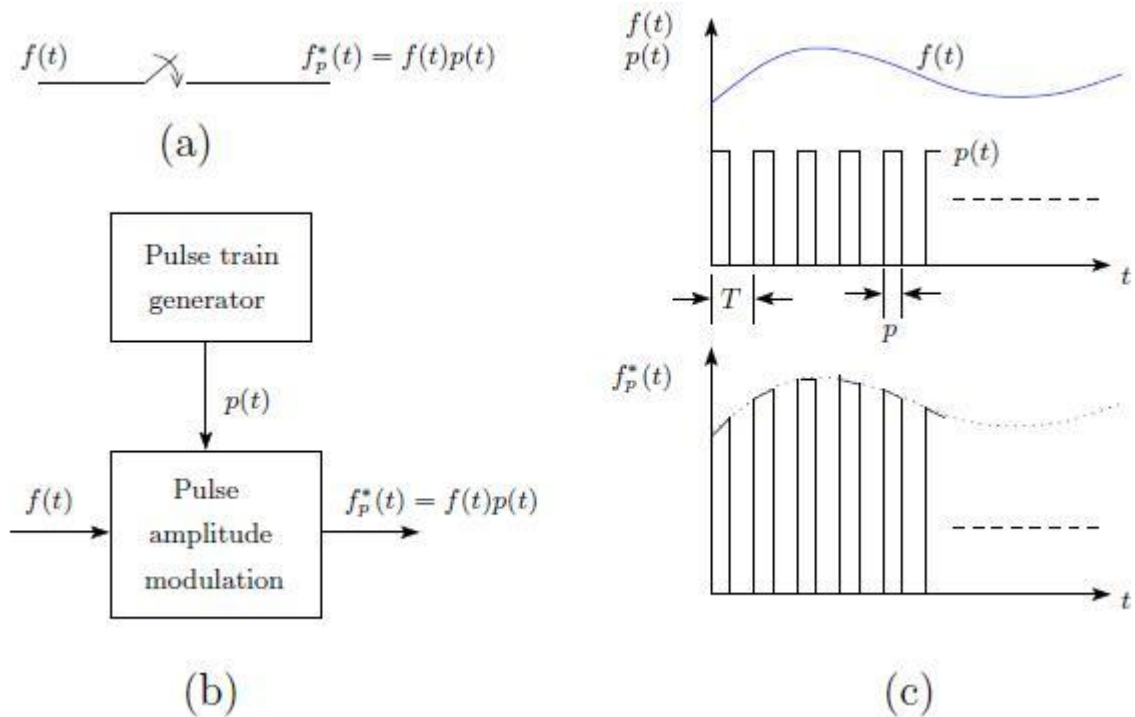 f(t)
f*p(t) = f(t)p(t)
(a)
Pulse train
generator
p(t)
f(t)
Pulse
amplitude
modulation
f*p(t) = f(t)p(t)
(b)
f(t)
p(t)
f(t)
p(t)
t
T
p
f*p(t)
t
(c)